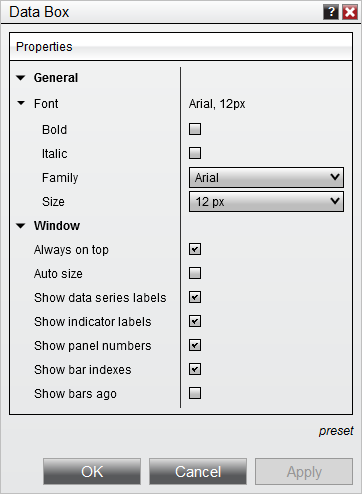 Data Box ?
Properties
General
Font Arial, 12px
Bold
Italic
Family Arial
Size 12 px
Window
Always on top
Auto size
Show data series labels
Show indicator labels
Show panel numbers
Show bar indexes
Show bars ago
preset
OK Cancel Apply